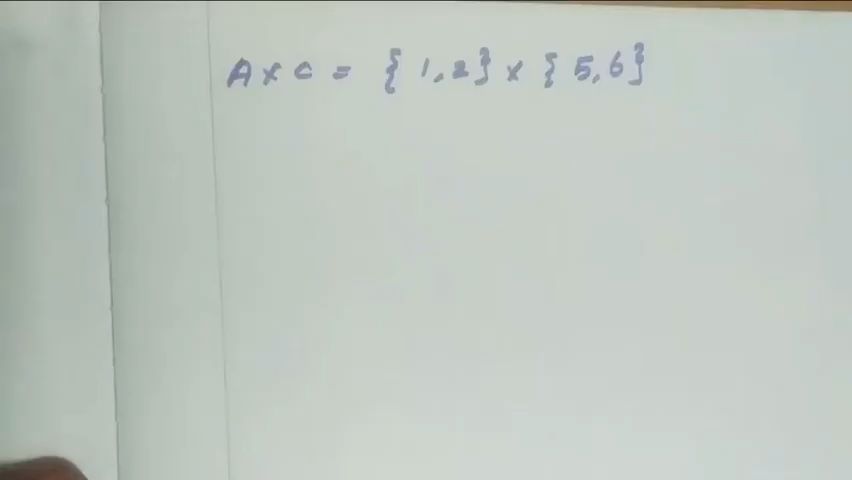 A × C = { 1, 2 } × { 5, 6 }